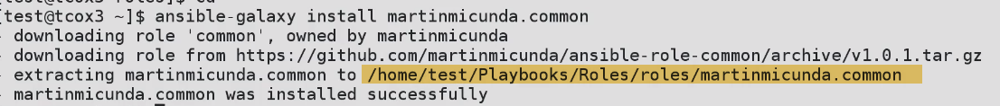 [test@tcox3 ~]$ ansible-galaxy install martinmicunda.common
- downloading role 'common', owned by martinmicunda
- downloading role from https://github.com/martinmicunda/ansible-role-common/archive/v1.0.1.tar.gz
- extracting martinmicunda.common to /home/test/Playbooks/Roles/roles/martinmicunda.common
- martinmicunda.common was installed successfully